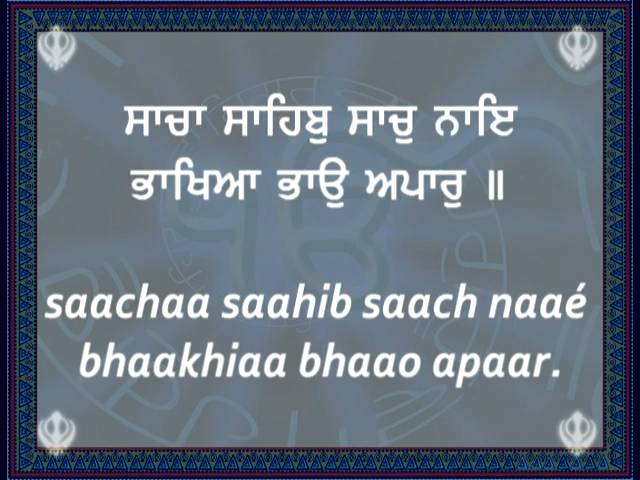 ਸਾਚਾ ਸਾਹਿਬੁ ਸਾਚੁ ਨਾਇ
ਭਾਖਿਆ ਭਾਉ ਅਪਾਰੁ ॥
saachaa saahib saach naaé
bhaakhiaa bhaao apaar.